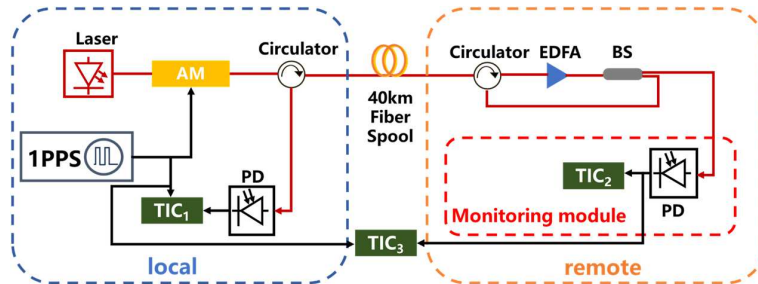 Laser
AM
Circulator
40km
Fiber
Spool
Circulator
EDFA
BS
1PPS
TIC₁
PD
TIC₂
PD
Monitoring module
TIC₃
local
remote